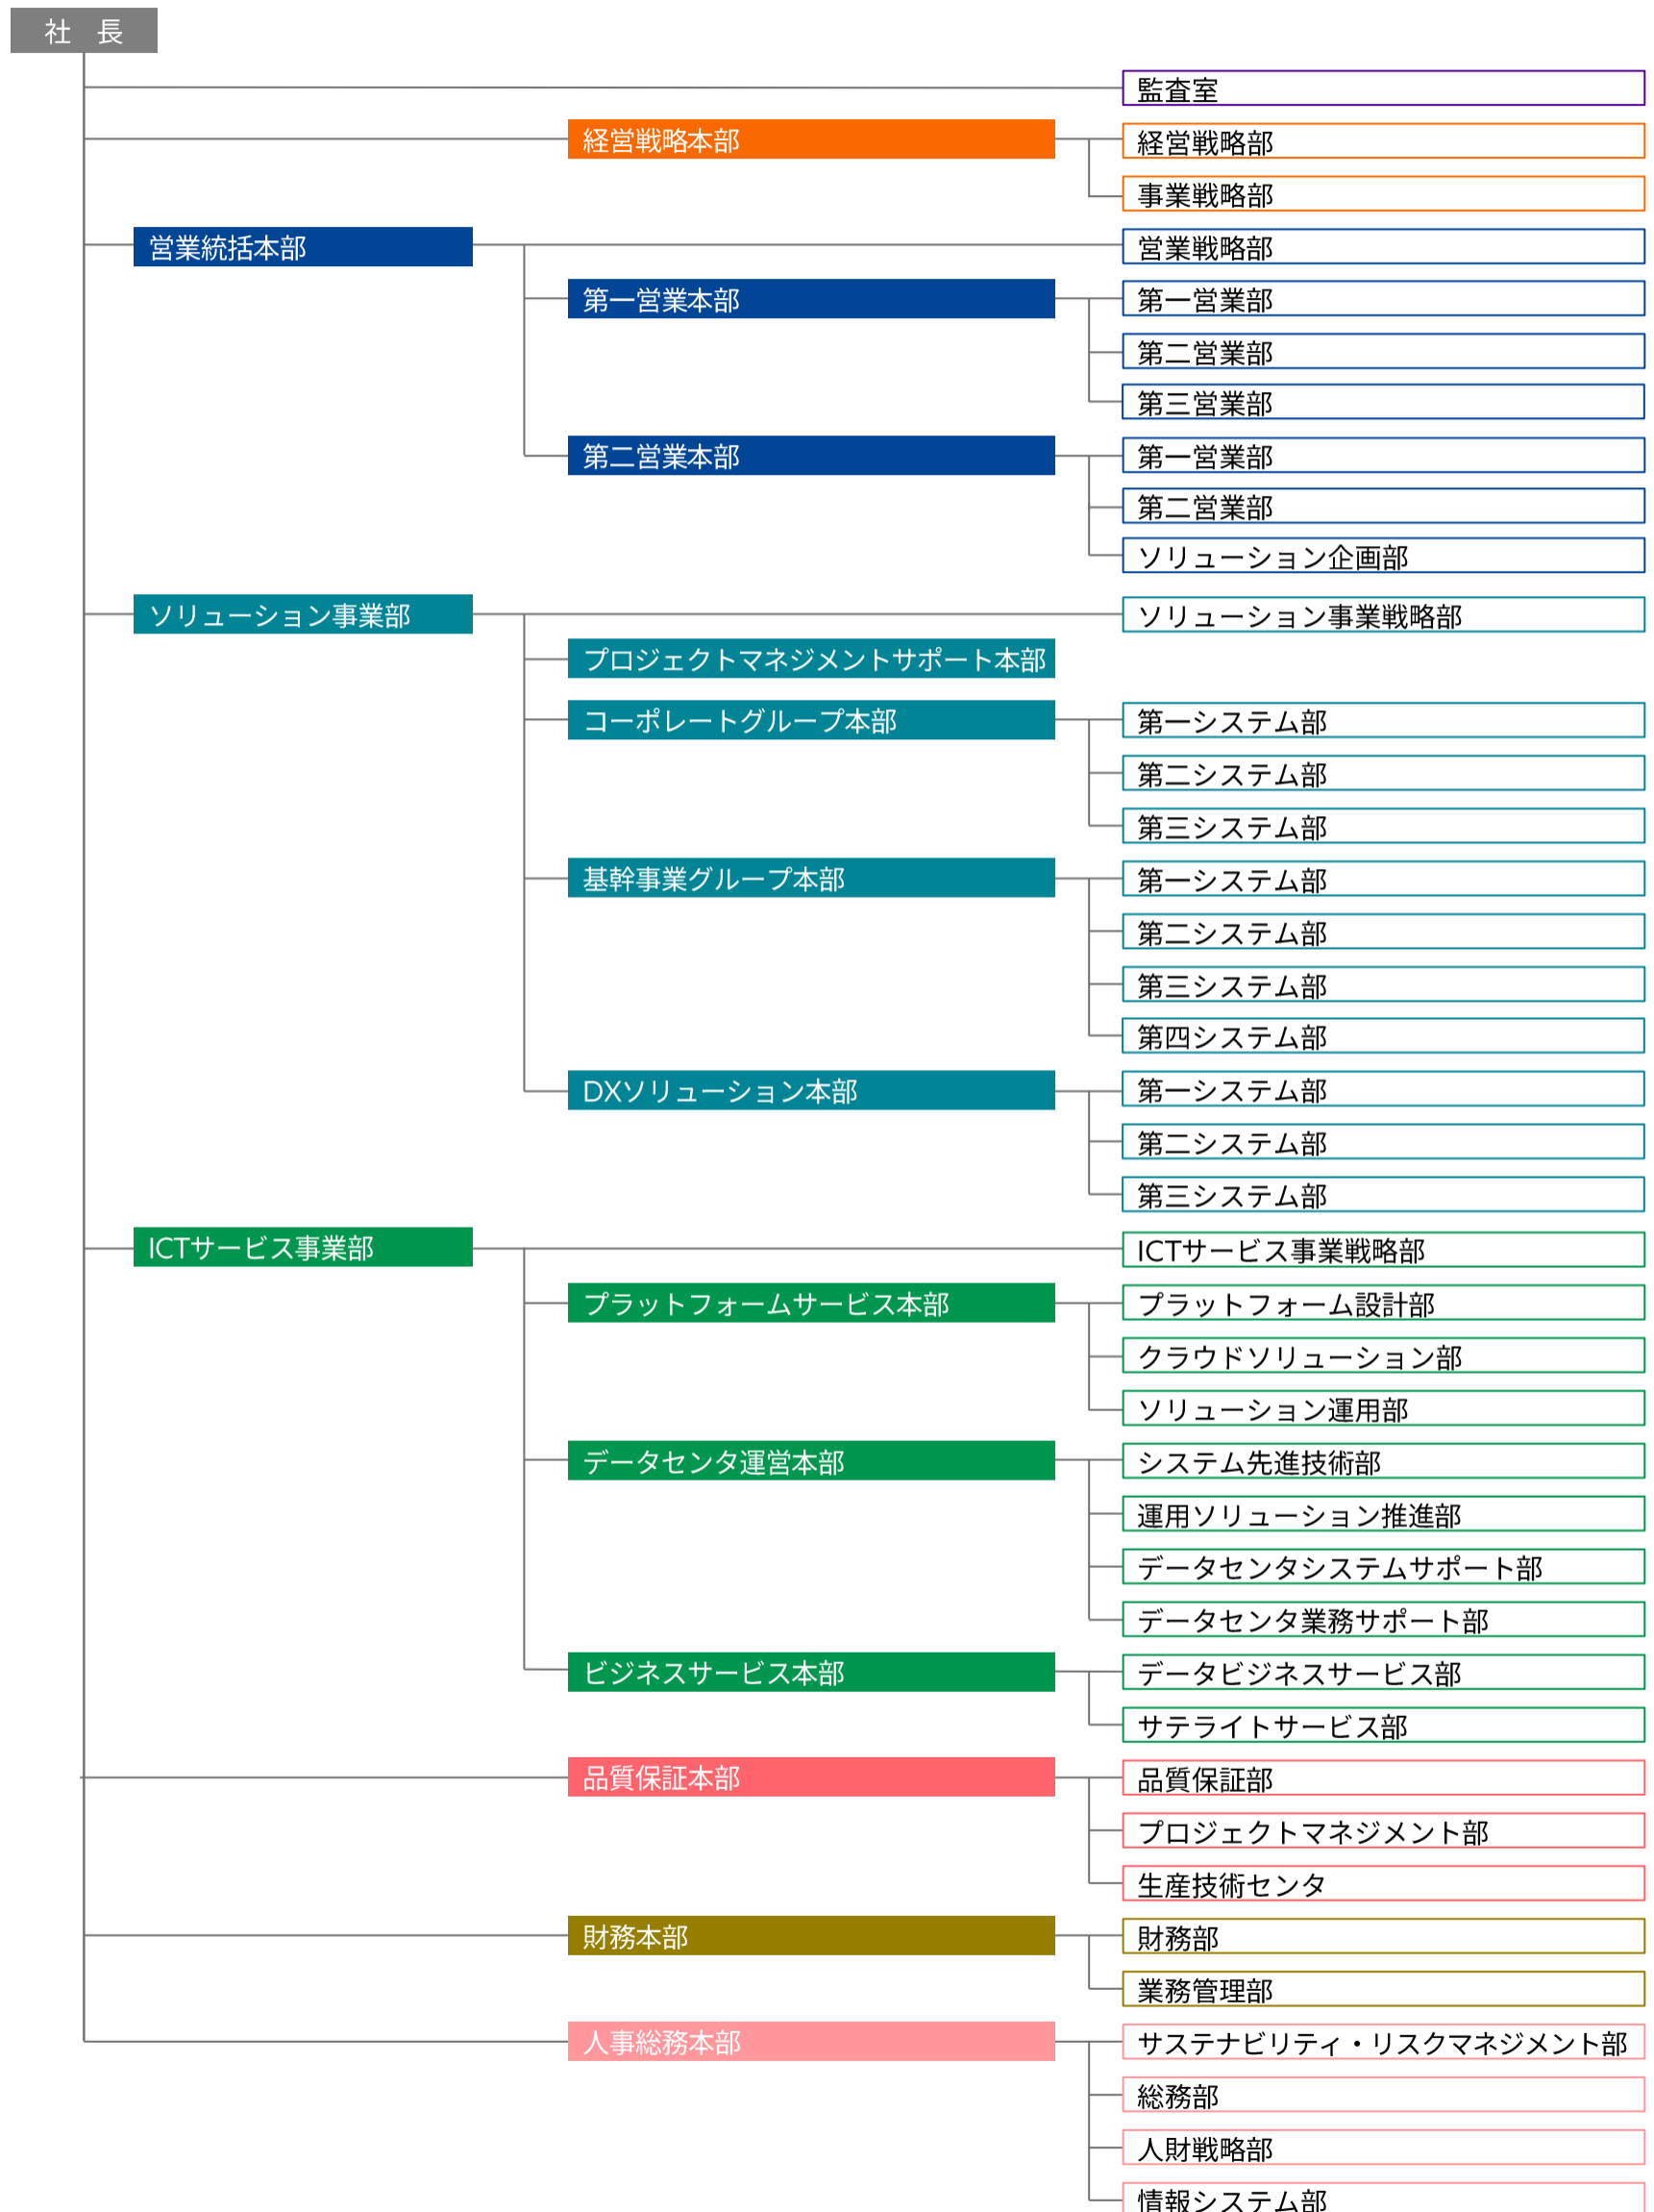 社　長
監査室
経営戦略本部
経営戦略部
事業戦略部
営業統括本部
営業戦略部
第一営業本部
第一営業部
第二営業部
第三営業部
第二営業本部
第一営業部
第二営業部
ソリューション企画部
ソリューション事業部
ソリューション事業戦略部
プロジェクトマネジメントサポート本部
コーポレートグループ本部
第一システム部
第二システム部
第三システム部
基幹事業グループ本部
第一システム部
第二システム部
第三システム部
第四システム部
DXソリューション本部
第一システム部
第二システム部
第三システム部
ICTサービス事業部
ICTサービス事業戦略部
プラットフォームサービス本部
プラットフォーム設計部
クラウドソリューション部
ソリューション運用部
データセンタ運営本部
システム先進技術部
運用ソリューション推進部
データセンタシステムサポート部
データセンタ業務サポート部
ビジネスサービス本部
データビジネスサービス部
サテライトサービス部
品質保証本部
品質保証部
プロジェクトマネジメント部
生産技術センタ
財務本部
財務部
業務管理部
人事総務本部
サステナビリティ・リスクマネジメント部
総務部
人財戦略部
情報システム部